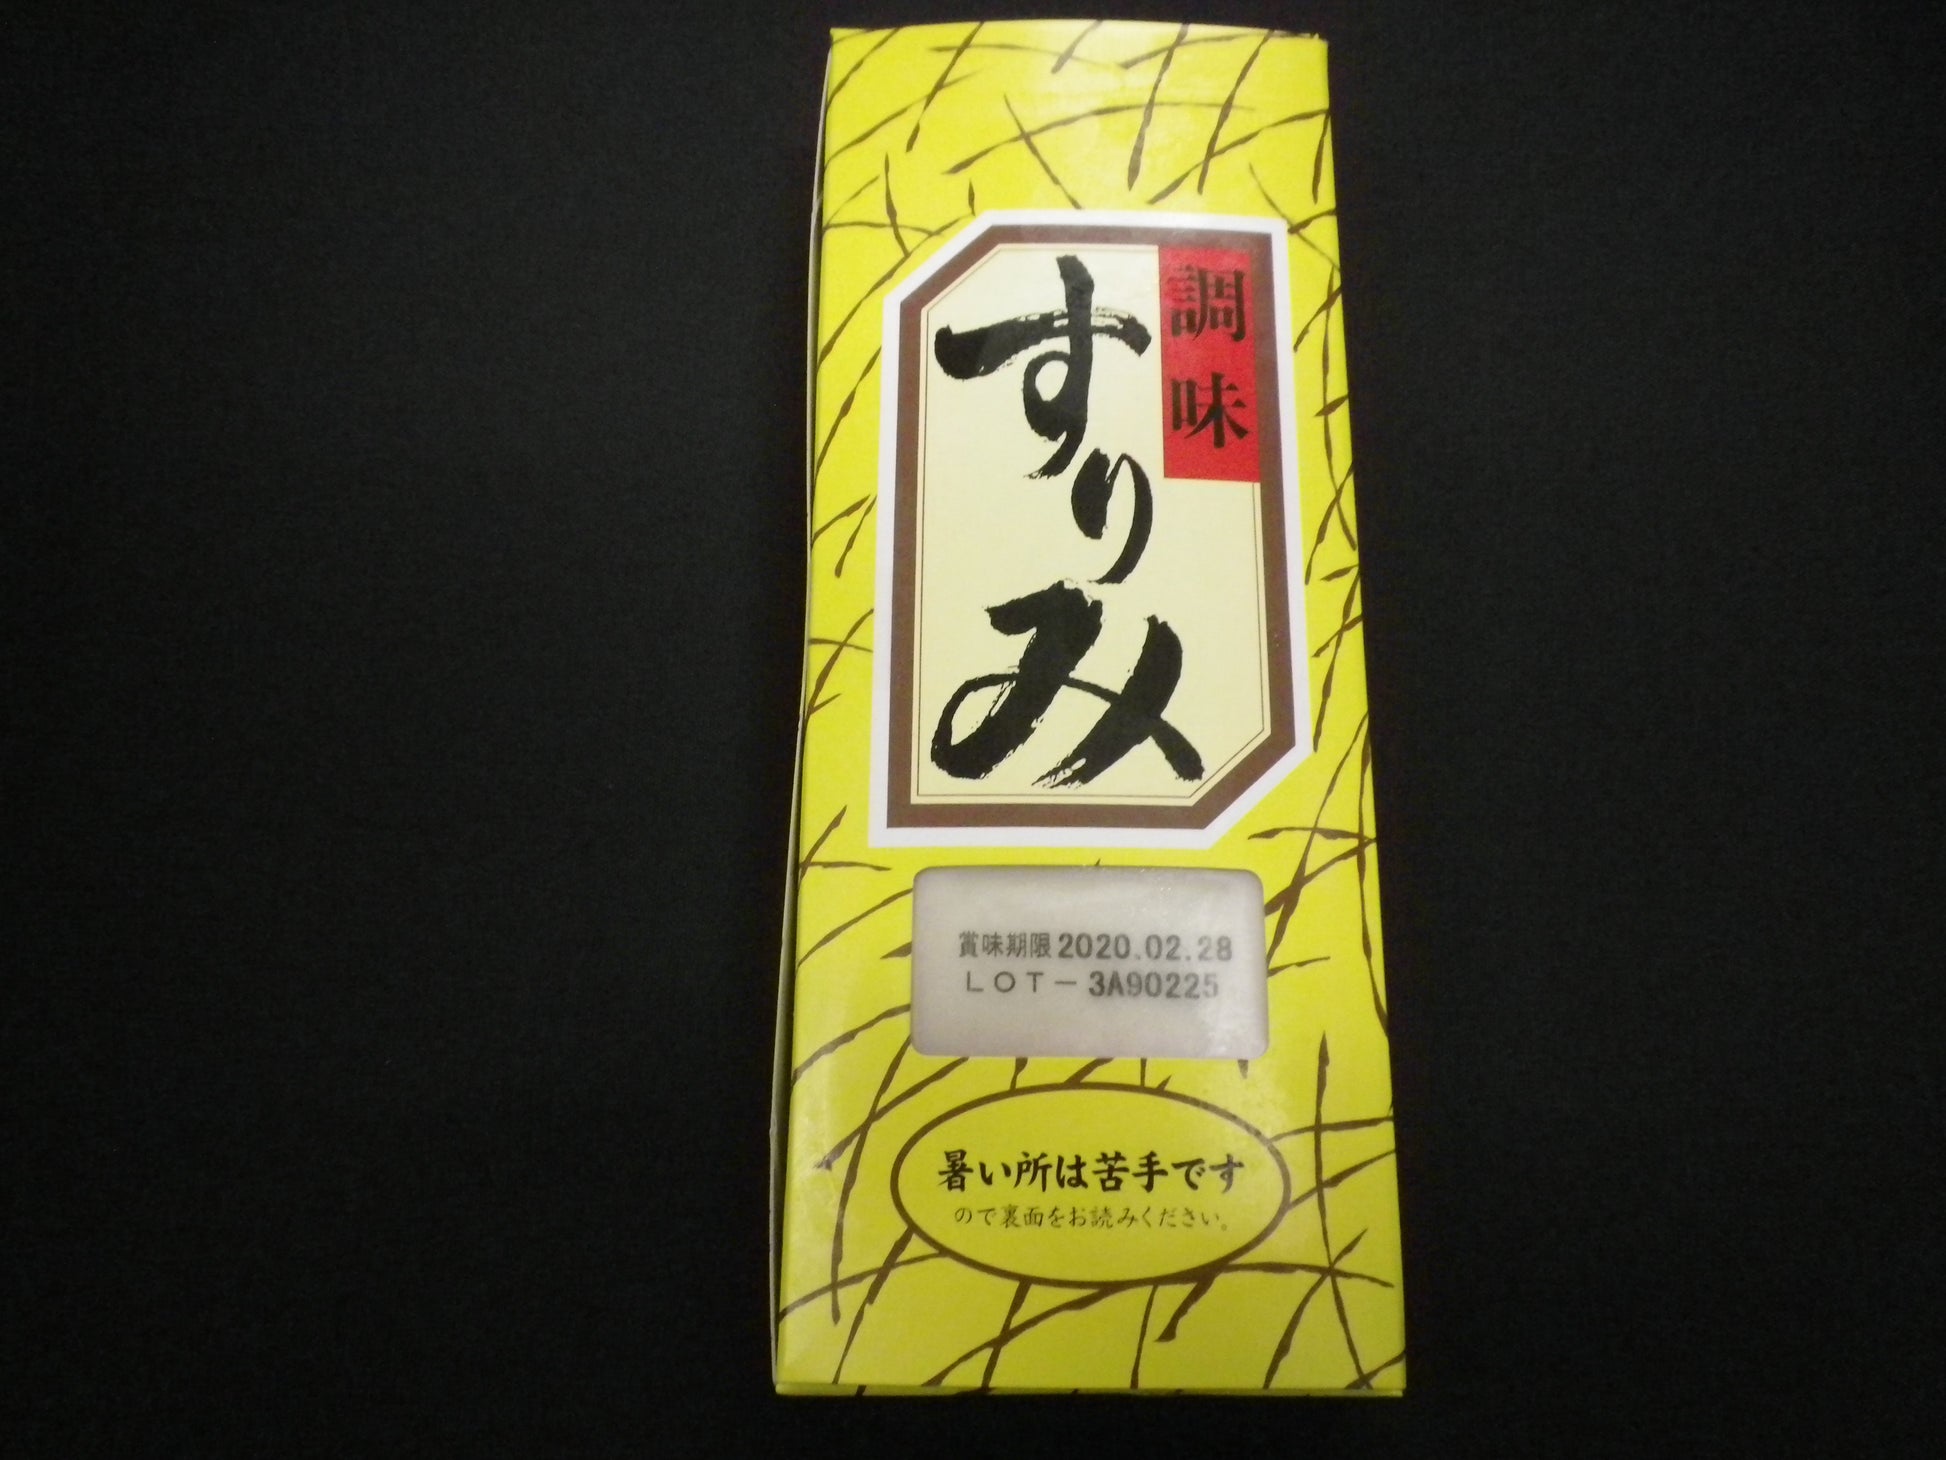 調味
すりみ
賞味期限 2020.02.28
LOT-3A90225
暑い所は苦手です
ので裏面をお読みください。